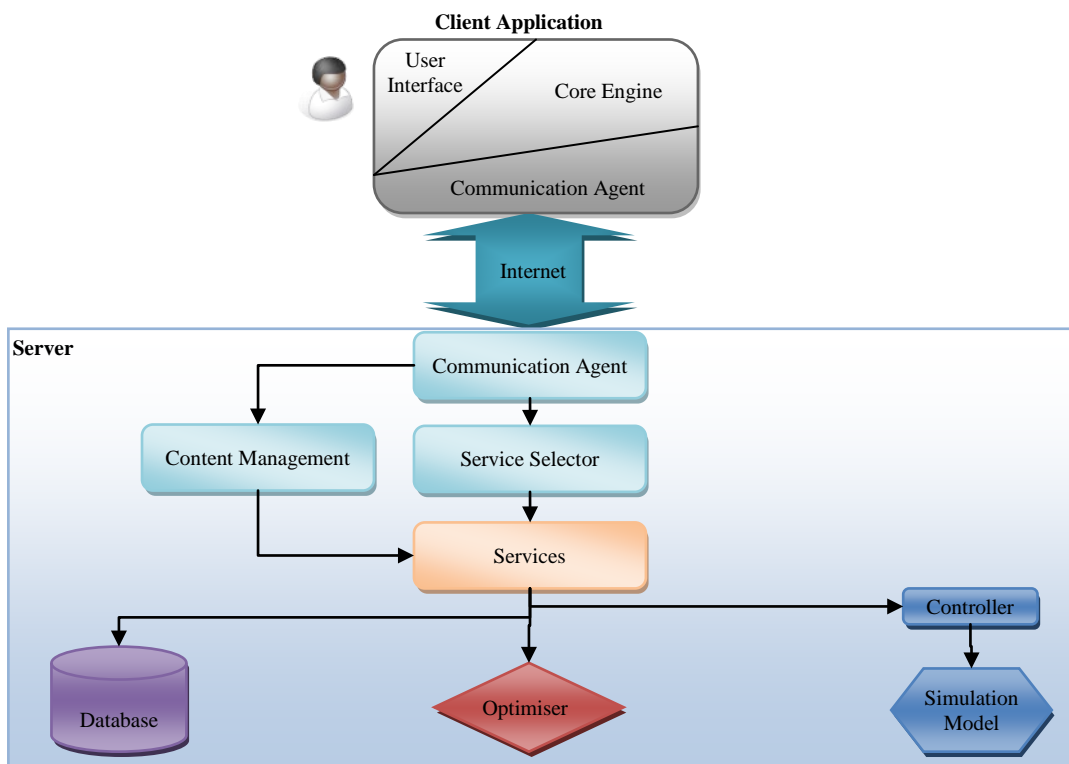 Client Application
User
Interface
Core Engine
Communication Agent
Internet
Server
Communication Agent
Content Management
Service Selector
Services
Controller
Database
Optimiser
Simulation
Model